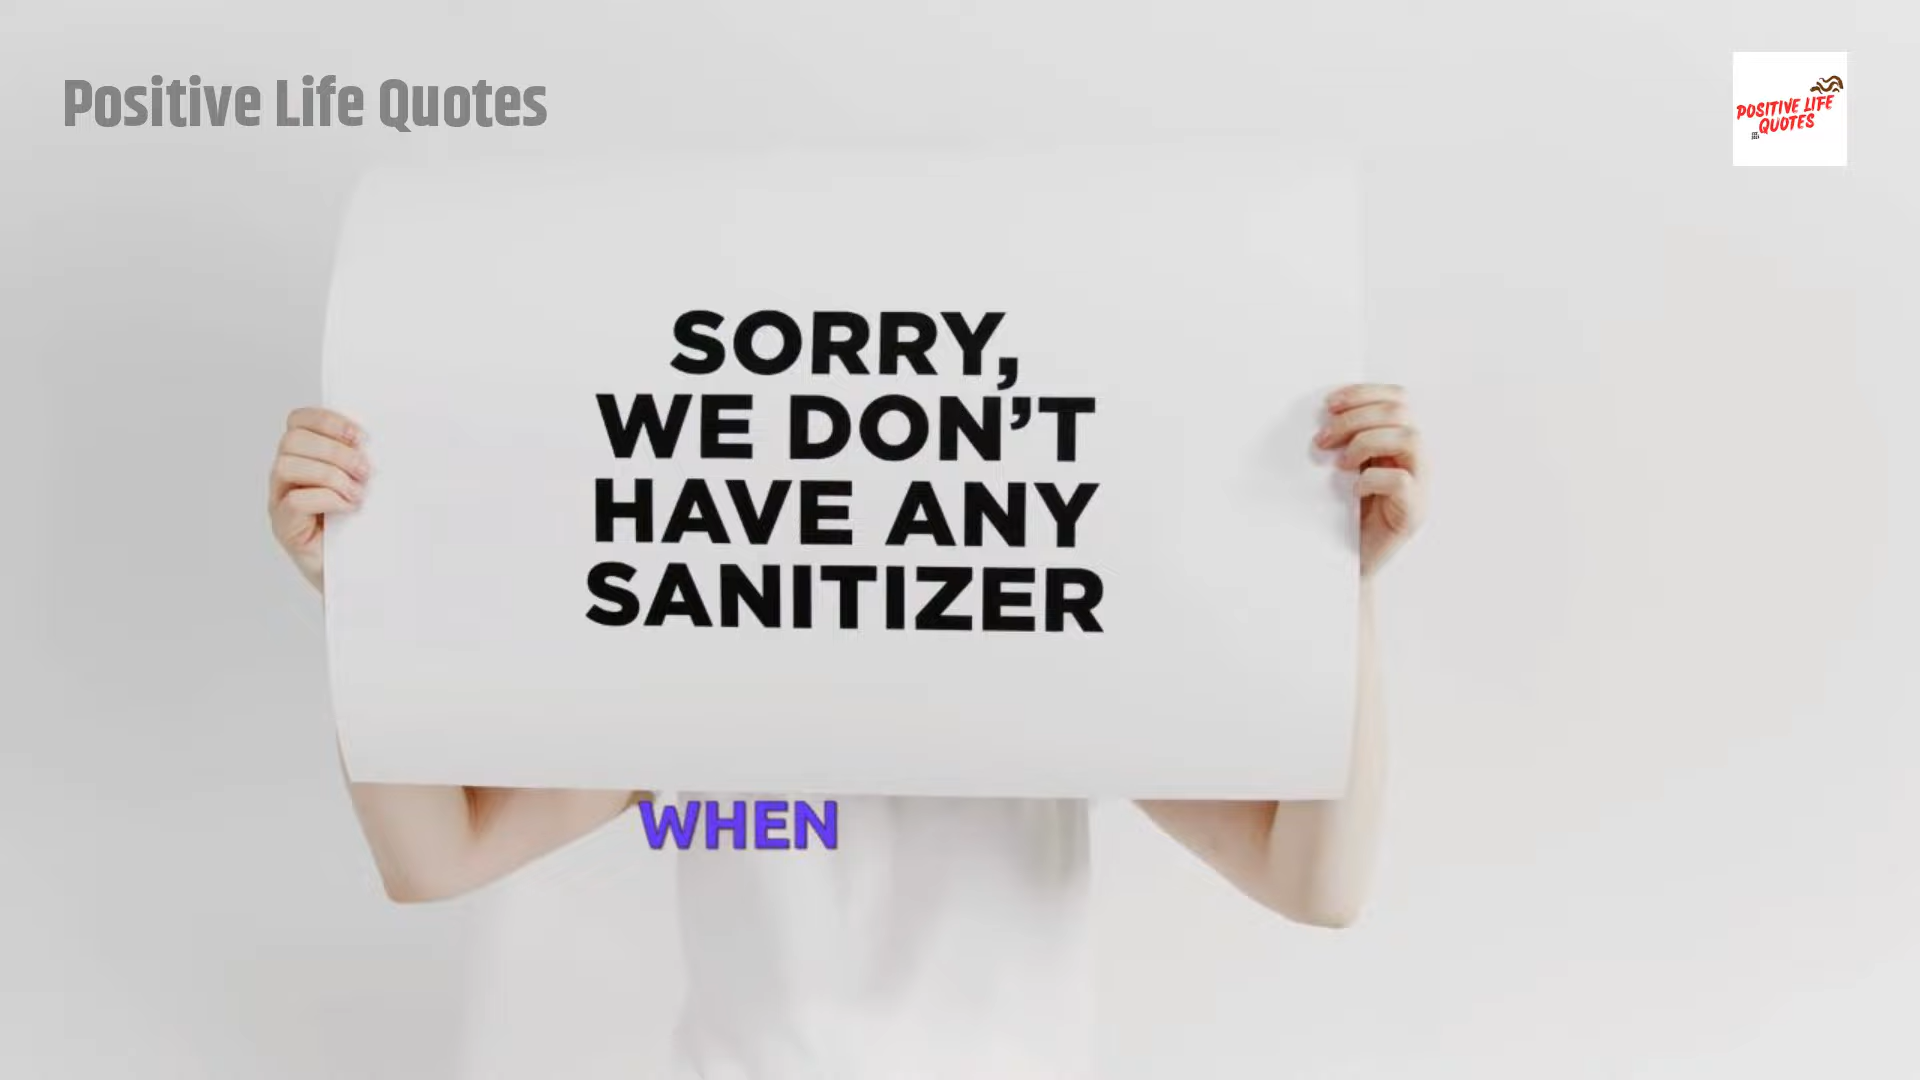 Positive Life Quotes
POSITIVE LIFE
QUOTES
SORRY,
WE DON'T
HAVE ANY
SANITIZER
WHEN